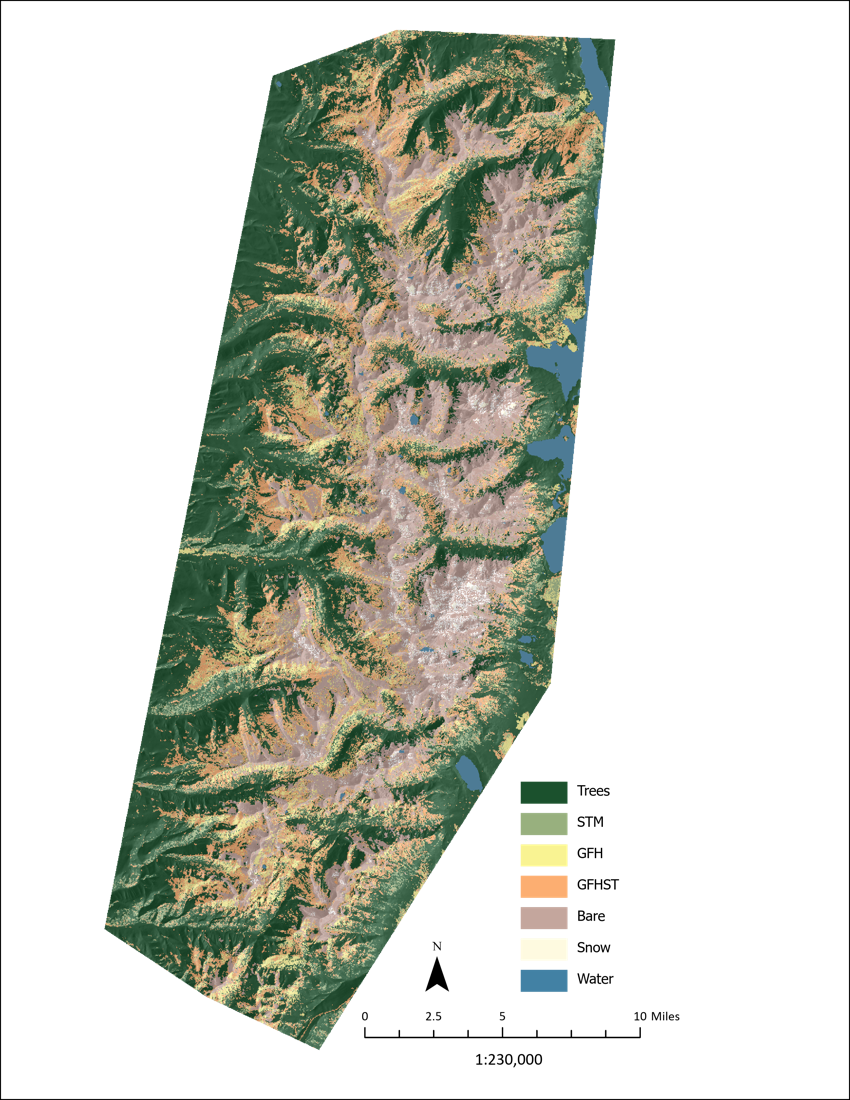 Trees
STM
GFH
GFHST
Bare
Snow
Water
N
0 2.5 5 10 Miles
1:230,000